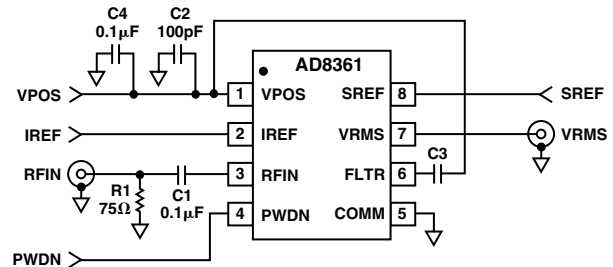 C4
0.1µF
C2
100pF
AD8361
VPOS
1 VPOS
SREF 8
SREF
IREF
2 IREF
VRMS 7
VRMS
RFIN
R1
75Ω
C1
0.1µF
3 RFIN
FLTR 6
C3
4 PWDN
COMM 5
PWDN